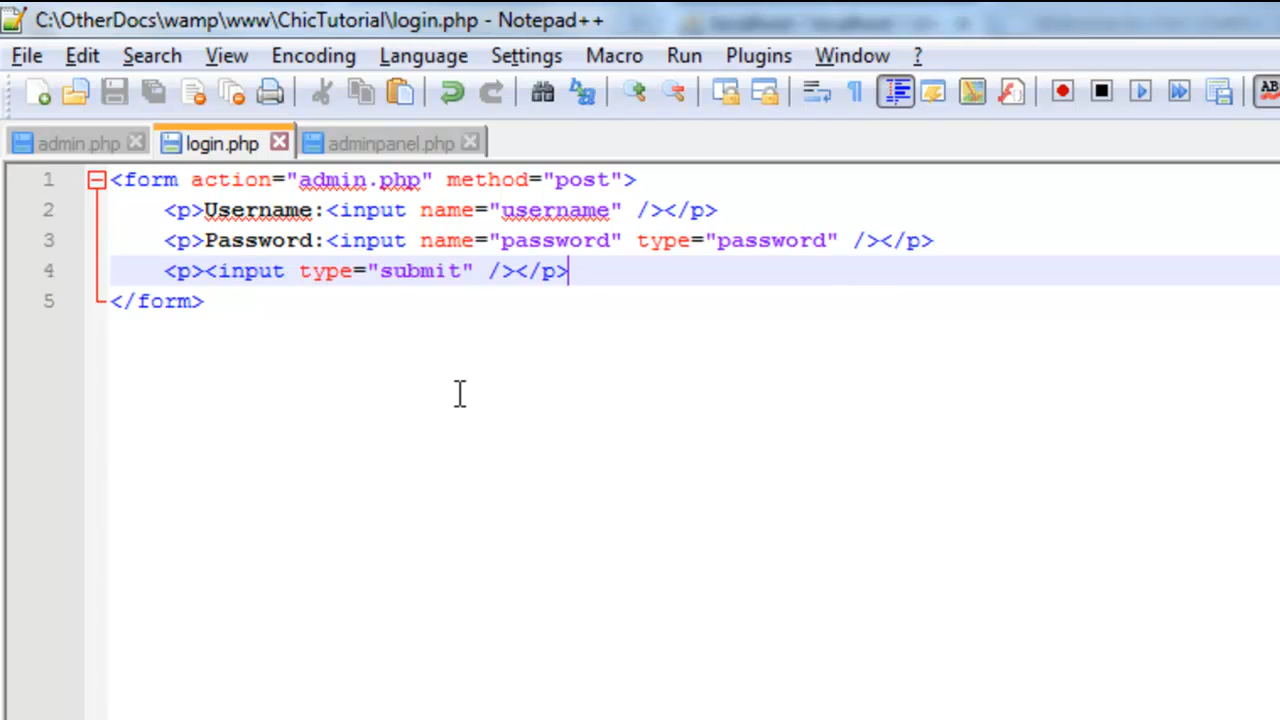 C:\OtherDocs\wamp\www\ChicTutorial\login.php - Notepad++
File Edit Search View Encoding Language Settings Macro Run Plugins Window ?
admin.php login.php adminpanel.php
1 <form action="admin.php" method="post">
2 <p>Username:<input name="username" /></p>
3 <p>Password:<input name="password" type="password" /></p>
4 <p><input type="submit" /></p>
5 </form>